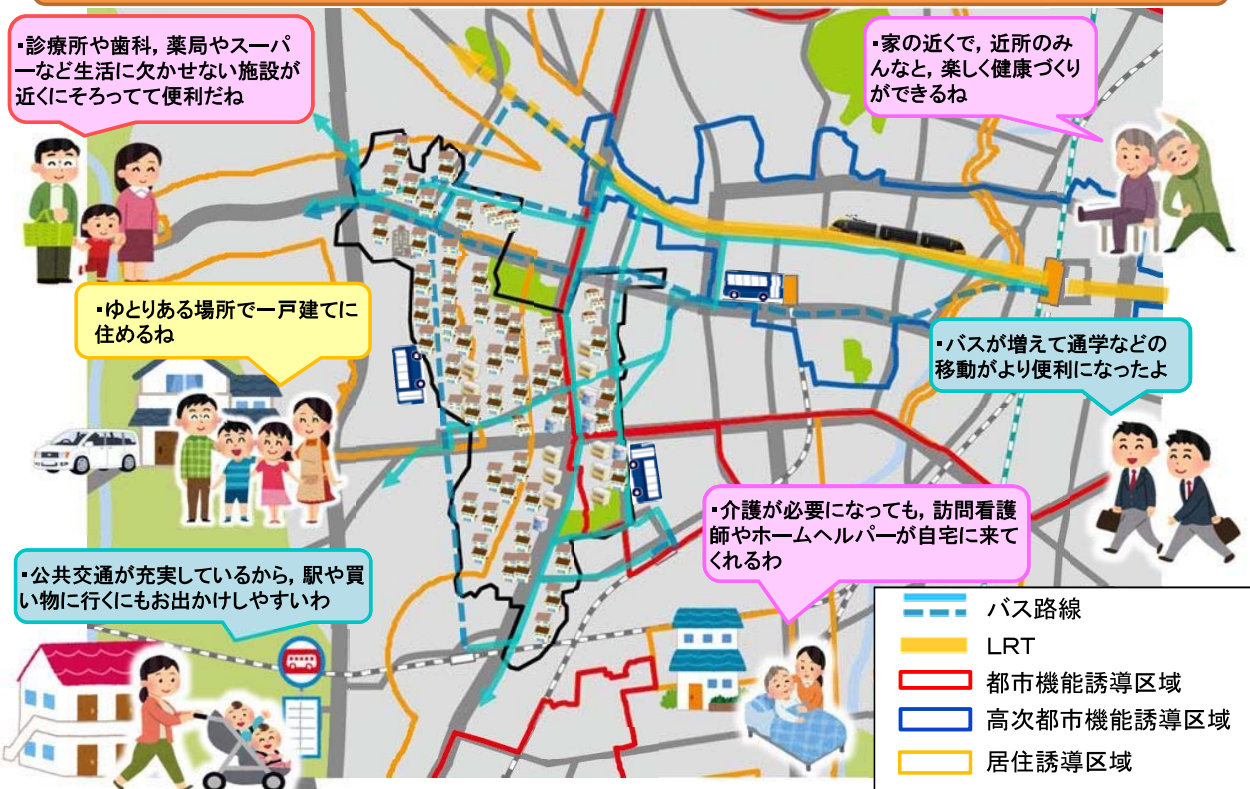 ▪診療所や歯科，薬局やスーパ
ーなど生活に欠かせない施設が
近くにそろってて便利だね
▪家の近くで，近所のみ
んなと，楽しく健康づくり
ができるね
▪ゆとりある場所で一戸建てに
住めるね
▪バスが増えて通学などの
移動がより便利になったよ
▪介護が必要になっても，訪問看護
師やホームヘルパーが自宅に来て
くれるわ
▪公共交通が充実しているから，駅や買
い物に行くにもお出かけしやすいわ
バス路線
LRT
都市機能誘導区域
高次都市機能誘導区域
居住誘導区域